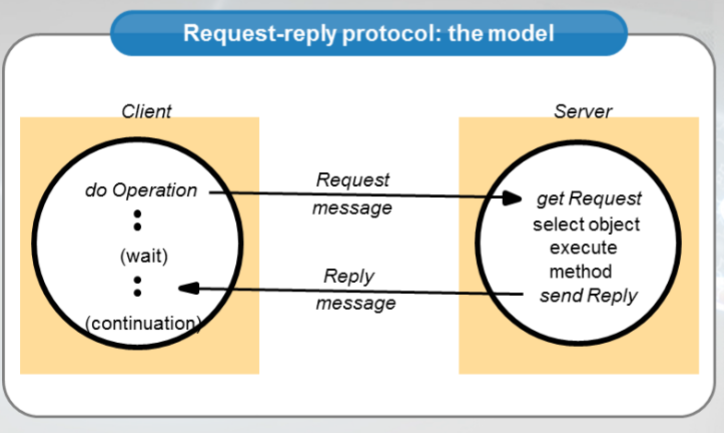 Request-reply protocol: the model
Client
Server
do Operation
(wait)
(continuation)
Request
message
Reply
message
get Request
select object
execute
method
send Reply